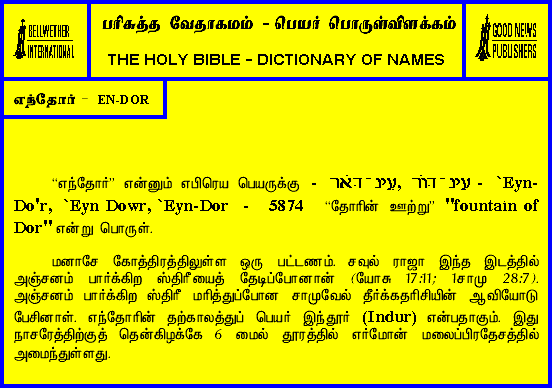 BELLWETHER
INTERNATIONAL
பரிசுத்த வேதாகமம் - பெயர் பொருள்விளக்கம்
THE HOLY BIBLE - DICTIONARY OF NAMES
GOOD NEWS
PUBLISHERS
எந்தோர் - EN-DOR
“எந்தோர்” என்னும் எபிரெய பெயருக்கு - עין־דּאר, עין־דּור - `Eyn-
Do'r, `Eyn Dowr, `Eyn-Dor - 5874 “தோரின் ஊற்று” "fountain of
Dor" என்று பொருள்.
மனாசே கோத்திரத்திலுள்ள ஒரு பட்டணம். சவுல் ராஜா இந்த இடத்தில்
அஞ்சனம் பார்க்கிற ஸ்திரீயைத் தேடிப்போனான் (யோசு 17:11; 1சாமு 28:7).
அஞ்சனம் பார்க்கிற ஸ்திரீ மரித்துப்போன சாமுவேல் தீர்க்கதரிசியின் ஆவியோடு
பேசினாள். எந்தோரின் தற்காலத்துப் பெயர் இந்தூர் (Indur) என்பதாகும். இது
நாசரேத்திற்குத் தென்கிழக்கே 6 மைல் தூரத்தில் எர்மோன் மலைப்பிரதேசத்தில்
அமைந்துள்ளது.